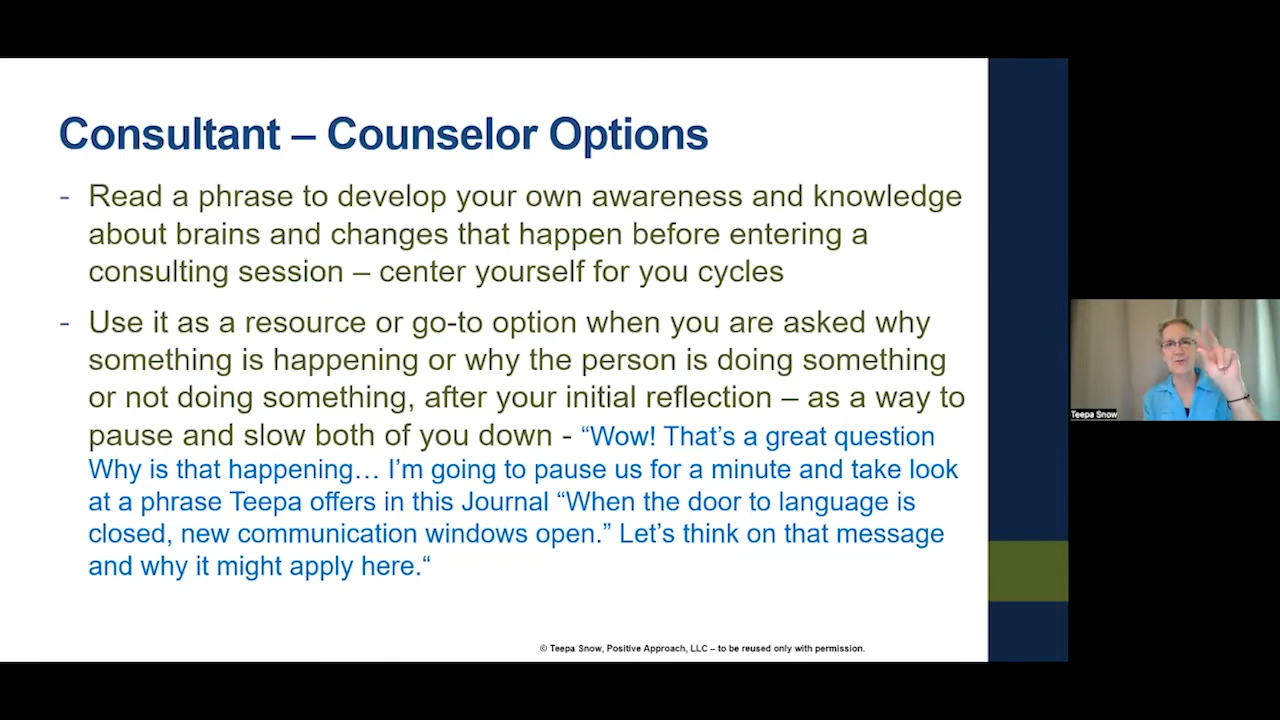 Consultant – Counselor Options
- Read a phrase to develop your own awareness and knowledge
about brains and changes that happen before entering a
consulting session – center yourself for you cycles
- Use it as a resource or go-to option when you are asked why
something is happening or why the person is doing something
or not doing something, after your initial reflection – as a way to
pause and slow both of you down - “Wow! That’s a great question
Why is that happening… I’m going to pause us for a minute and take look
at a phrase Teepa offers in this Journal “When the door to language is
closed, new communication windows open.” Let’s think on that message
and why it might apply here.“
© Teepa Snow, Positive Approach, LLC – to be reused only with permission.
Teepa Snow